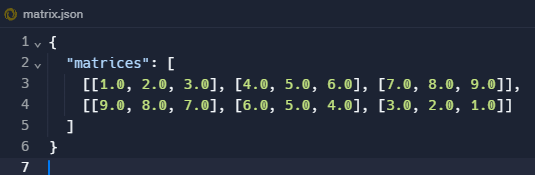 matrix.json
1 {
2 "matrices": [
3 [[1.0, 2.0, 3.0], [4.0, 5.0, 6.0], [7.0, 8.0, 9.0]],
4 [[9.0, 8.0, 7.0], [6.0, 5.0, 4.0], [3.0, 2.0, 1.0]]
5 ]
6 }
7